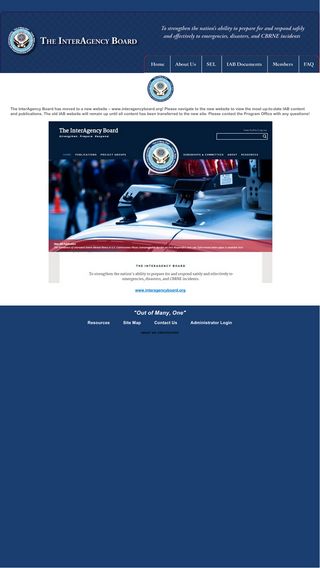 To strengthen the nation's ability to prepare for and respond safely
and effectively to emergencies, disasters, and CBRNE incidents
THE INTERAGENCY BOARD
Home
About Us
SEL
IAB Documents
Members
FAQ
The InterAgency Board has moved to a new website – www.interagencyboard.org! Please navigate to the new website to view the most up-to-date IAB content
and publications. The old IAB website will remain up until all content has been transferred to the new site. Please contact the Program Office with any questions!
The InterAgency Board
Strengthen. Prepare. Respond.
HOME
PUBLICATIONS
PROJECT GROUPS
SUBGROUPS & COMMITTEES
ABOUT
RESOURCES
THE INTERAGENCY BOARD
To strengthen the nation's ability to prepare for and respond safely and effectively to
emergencies, disasters, and CBRNE incidents
www.interagencyboard.org
"Out of Many, One"
Resources
Site Map
Contact Us
Administrator Login